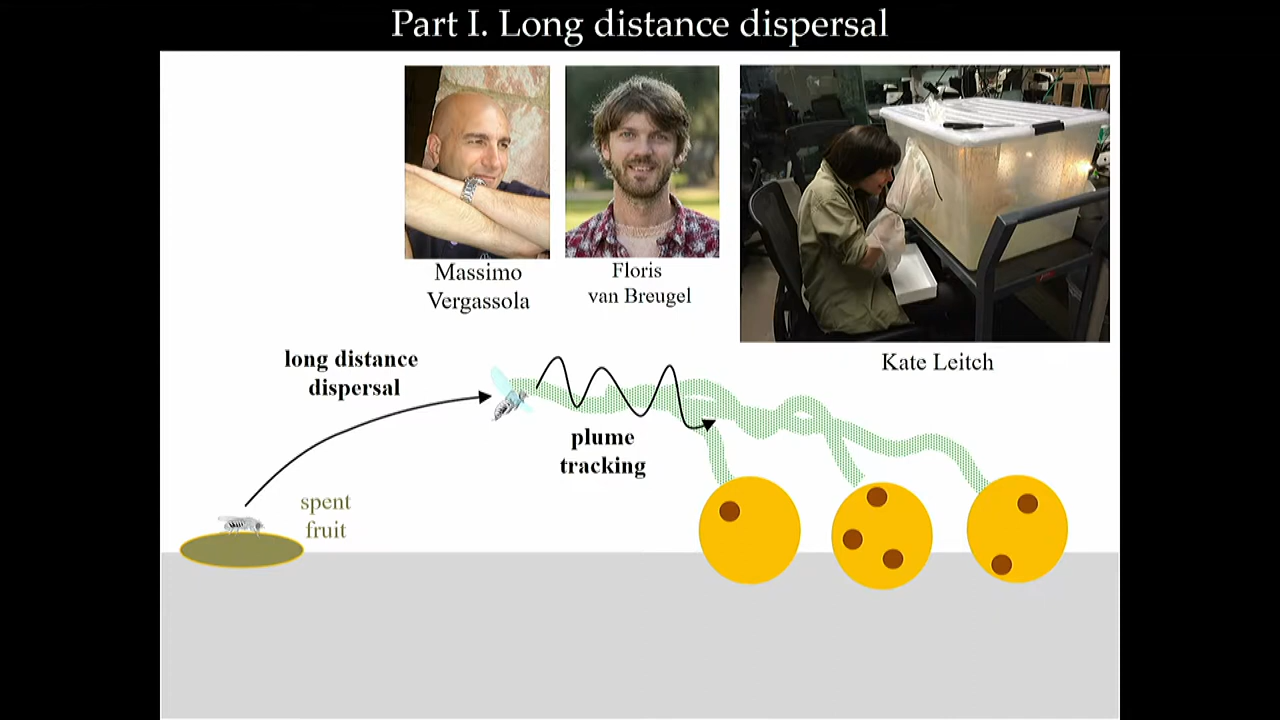 Part I. Long distance dispersal
Massimo
Vergassola
Floris
van Breugel
Kate Leitch
long distance
dispersal
plume
tracking
spent
fruit